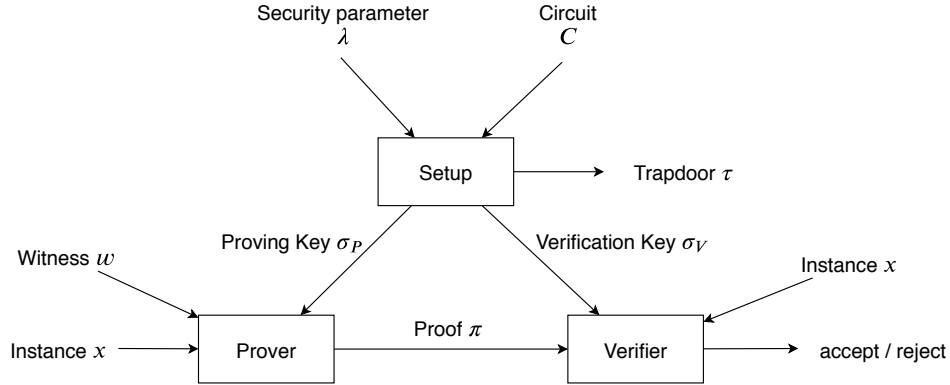 Security parameter
λ
Circuit
C
Setup
Trapdoor τ
Proving Key σ_P
Verification Key σ_V
Witness w
Instance x
Instance x
Prover
Proof π
Verifier
accept / reject